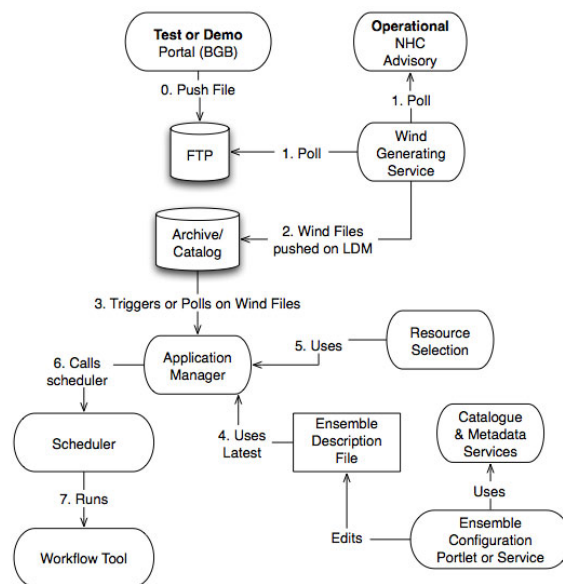 Test or Demo
Portal (BGB)
Operational
NHC
Advisory
0. Push File
1. Poll
FTP
1. Poll
Wind
Generating
Service
Archive/
Catalog
2. Wind Files
pushed on LDM
3. Triggers or Polls on Wind Files
6. Calls
scheduler
Application
Manager
5. Uses
Resource
Selection
Scheduler
4. Uses
Latest
Ensemble
Description
File
Catalogue
& Metadata
Services
7. Runs
Uses
Workflow Tool
Edits
Ensemble
Configuration
Portlet or Service